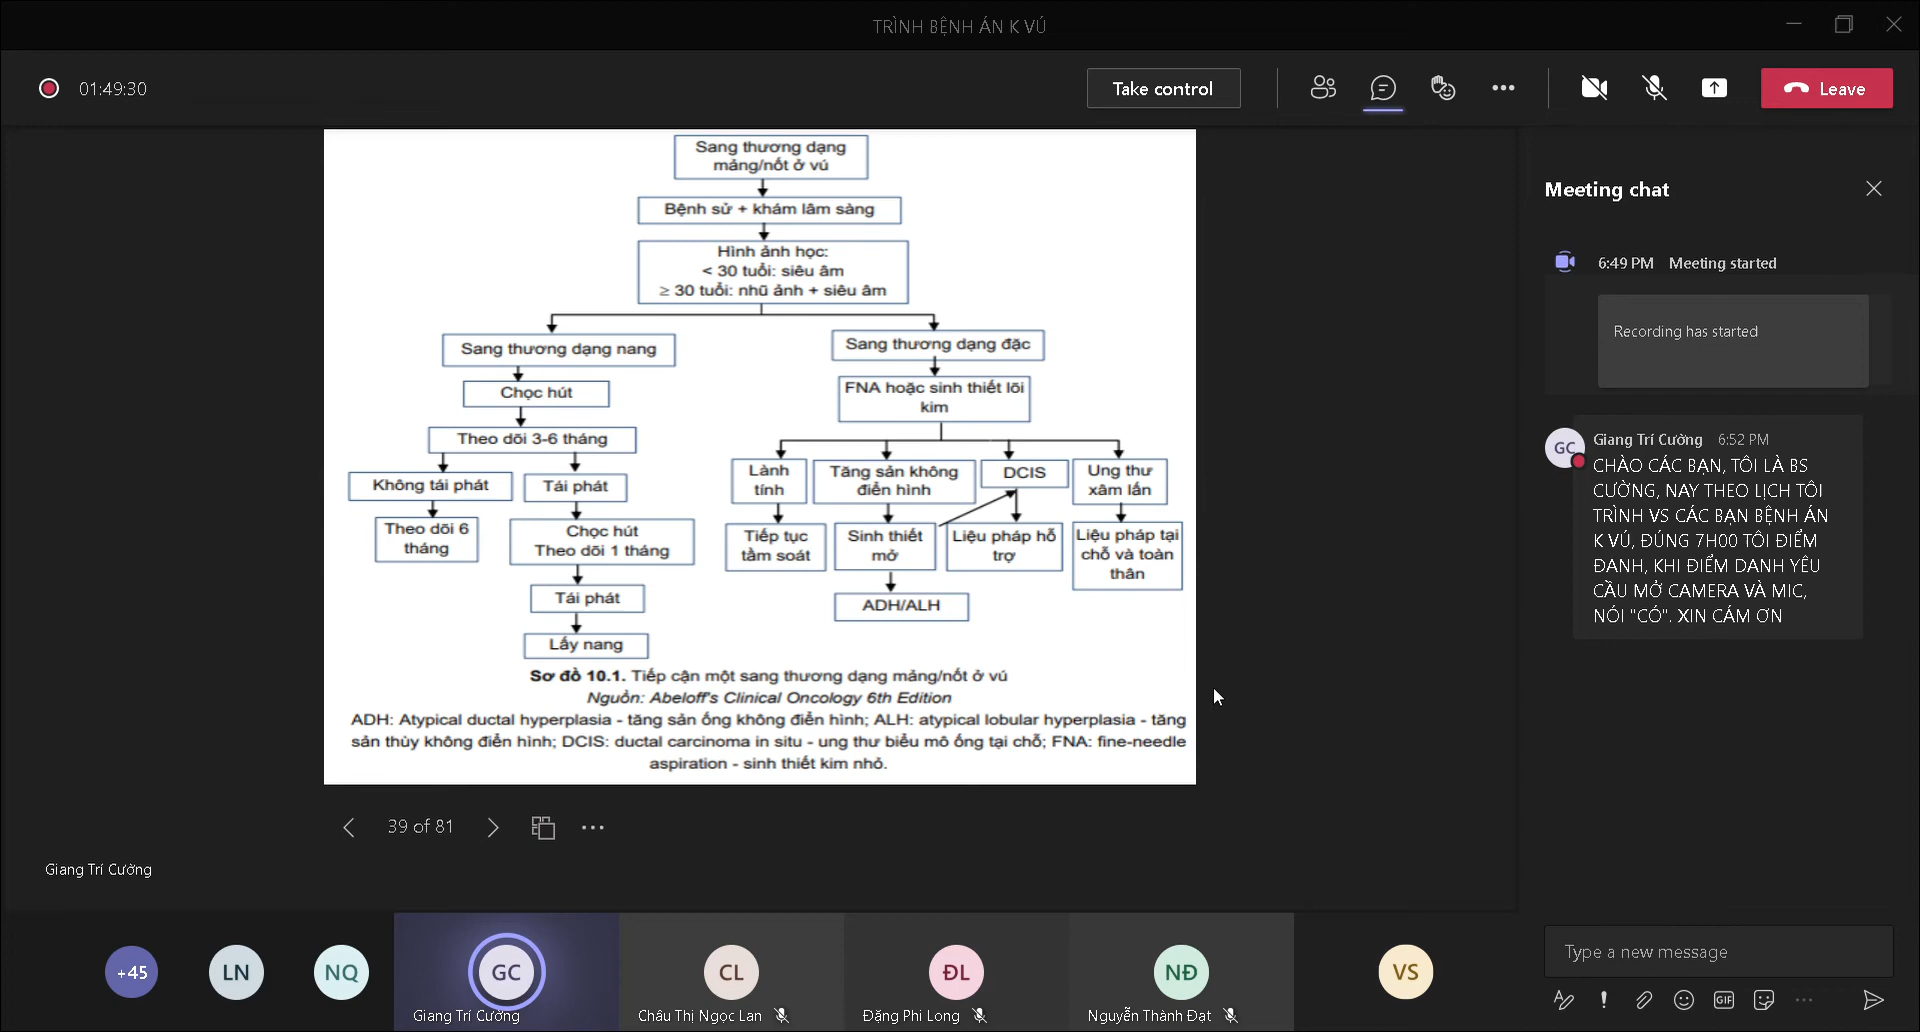 TRÌNH BỆNH ÁN K VÚ
01:49:30
Take control
Leave
Sang thương dạng
mảng/nốt ở vú
Bệnh sử + khám lâm sàng
Hình ảnh học:
< 30 tuổi: siêu âm
≥ 30 tuổi: nhũ ảnh + siêu âm
Sang thương dạng nang
Sang thương dạng đặc
Chọc hút
FNA hoặc sinh thiết lõi
kim
Theo dõi 3-6 tháng
Không tái phát
Tái phát
Lành
tính
Tăng sản không
điển hình
DCIS
Ung thư
xâm lấn
Theo dõi 6
tháng
Chọc hút
Theo dõi 1 tháng
Tiếp tục
tầm soát
Sinh thiết
mở
Liệu pháp hỗ
trợ
Liệu pháp tại
chỗ và toàn
thân
Tái phát
ADH/ALH
Lấy nang
Sơ đồ 10.1. Tiếp cận một sang thương dạng mảng/nốt ở vú
Nguồn: Abeloff's Clinical Oncology 6th Edition
ADH: Atypical ductal hyperplasia - tăng sản ống không điển hình; ALH: atypical lobular hyperplasia - tăng
sản thùy không điển hình; DCIS: ductal carcinoma in situ - ung thư biểu mô ống tại chỗ; FNA: fine-needle
aspiration - sinh thiết kim nhỏ.
39 of 81
Giang Trí Cường
Meeting chat
6:49 PM Meeting started
Recording has started
GC
Giang Trí Cường 6:52 PM
CHÀO CÁC BẠN, TÔI LÀ BS
CƯỜNG, NAY THEO LỊCH TÔI
TRÌNH VS CÁC BẠN BỆNH ÁN
K VÚ, ĐÚNG 7H00 TÔI ĐIỂM
DANH, KHI ĐIỂM DANH YÊU
CẦU MỞ CAMERA VÀ MIC,
NÓI "CÓ". XIN CÁM ƠN
Type a new message
GIF
+45
LN
NQ
GC
Giang Trí Cường
CL
Châu Thị Ngọc Lan
ĐL
Đặng Phi Long
NĐ
Nguyễn Thành Đạt
VS